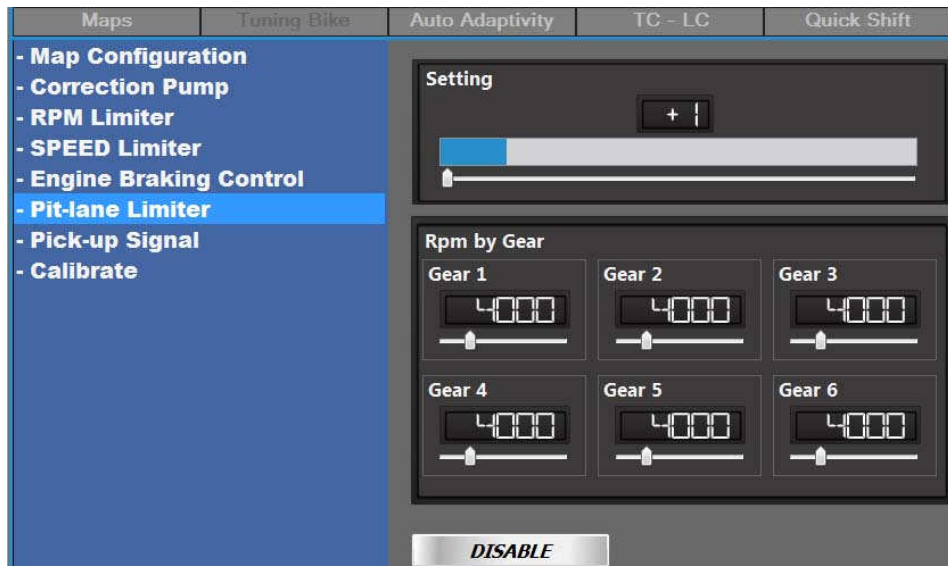 Maps Tuning Bike Auto Adaptivity TC - LC Quick Shift
- Map Configuration
- Correction Pump
- RPM Limiter
- SPEED Limiter
- Engine Braking Control
- Pit-lane Limiter
- Pick-up Signal
- Calibrate
Setting
+ 1
Rpm by Gear
Gear 1 Gear 2 Gear 3
4000 4000 4000
Gear 4 Gear 5 Gear 6
4000 4000 4000
DISABLE